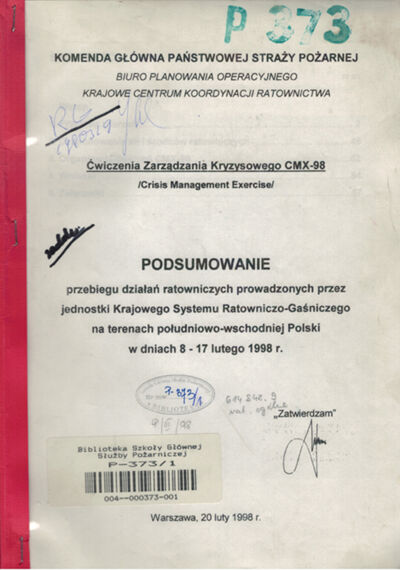 P 373
KOMENDA GŁÓWNA PAŃSTWOWEJ STRAŻY POŻARNEJ
BIURO PLANOWANIA OPERACYJNEGO
KRAJOWE CENTRUM KOORDYNACJI RATOWNICTWA
Ćwiczenia Zarządzania Kryzysowego CMX-98
/Crisis Management Exercise/
PODSUMOWANIE
przebiegu działań ratowniczych prowadzonych przez
jednostki Krajowego Systemu Ratowniczo-Gaśniczego
na terenach południowo-wschodniej Polski
w dniach 8 - 17 lutego 1998 r.
P-373/1
BIBLIOTEKA
„Zatwierdzam"
Biblioteka Szkoły Głównej
Służby Pożarniczej
P-373/1
004--000373-001
Warszawa, 20 luty 1998 r.